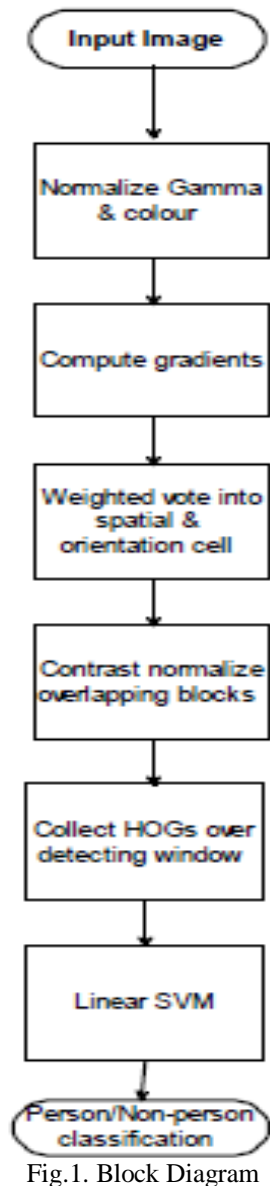 Input Image
Normalize Gamma
& colour
Compute gradients
Weighted vote into
spatial &
orientation cell
Contrast normalize
overlapping blocks
Collect HOGs over
detecting window
Linear SVM
Person/Non-person
classification
Fig.1. Block Diagram